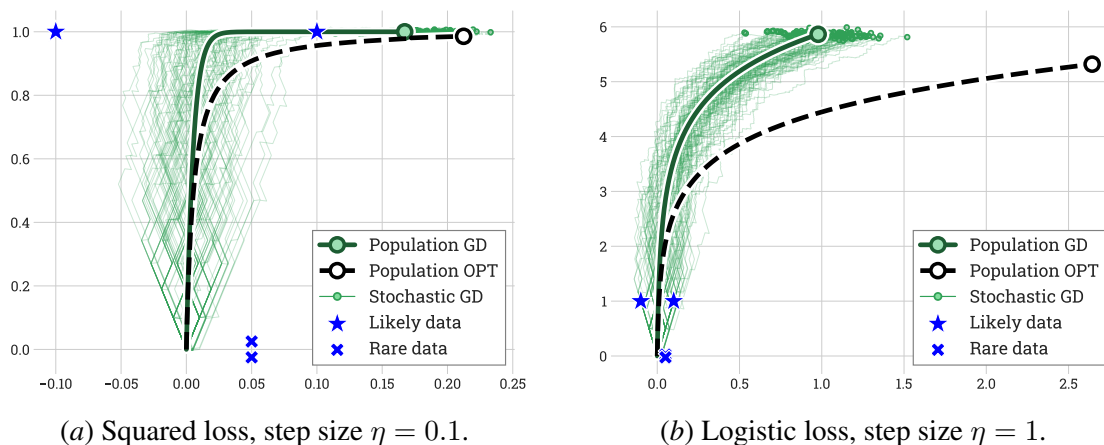 1.0
0.8
0.6
0.4
0.2
0.0
−0.10 −0.05 0.00 0.05 0.10 0.15 0.20 0.25
Population GD
Population OPT
Stochastic GD
Likely data
Rare data
(a) Squared loss, step size η = 0.1.
6
5
4
3
2
1
0
0.0 0.5 1.0 1.5 2.0 2.5
Population GD
Population OPT
Stochastic GD
Likely data
Rare data
(b) Logistic loss, step size η = 1.